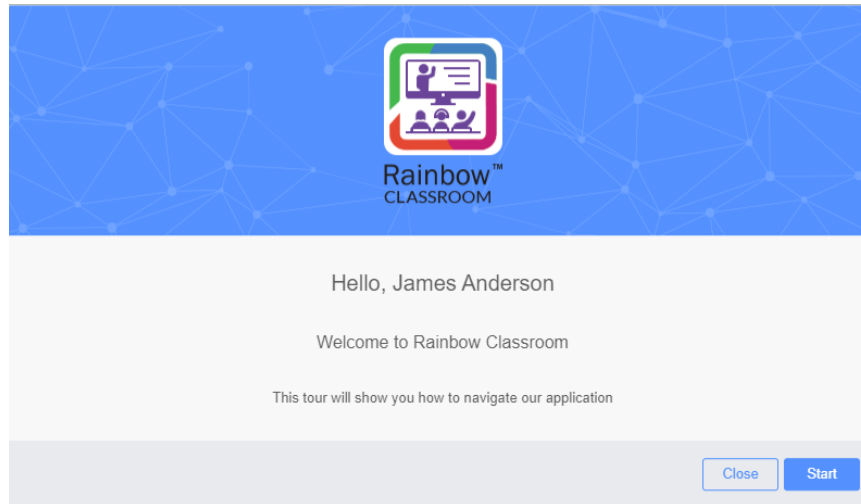 Rainbow™
CLASSROOM
Hello, James Anderson
Welcome to Rainbow Classroom
This tour will show you how to navigate our application
Close Start